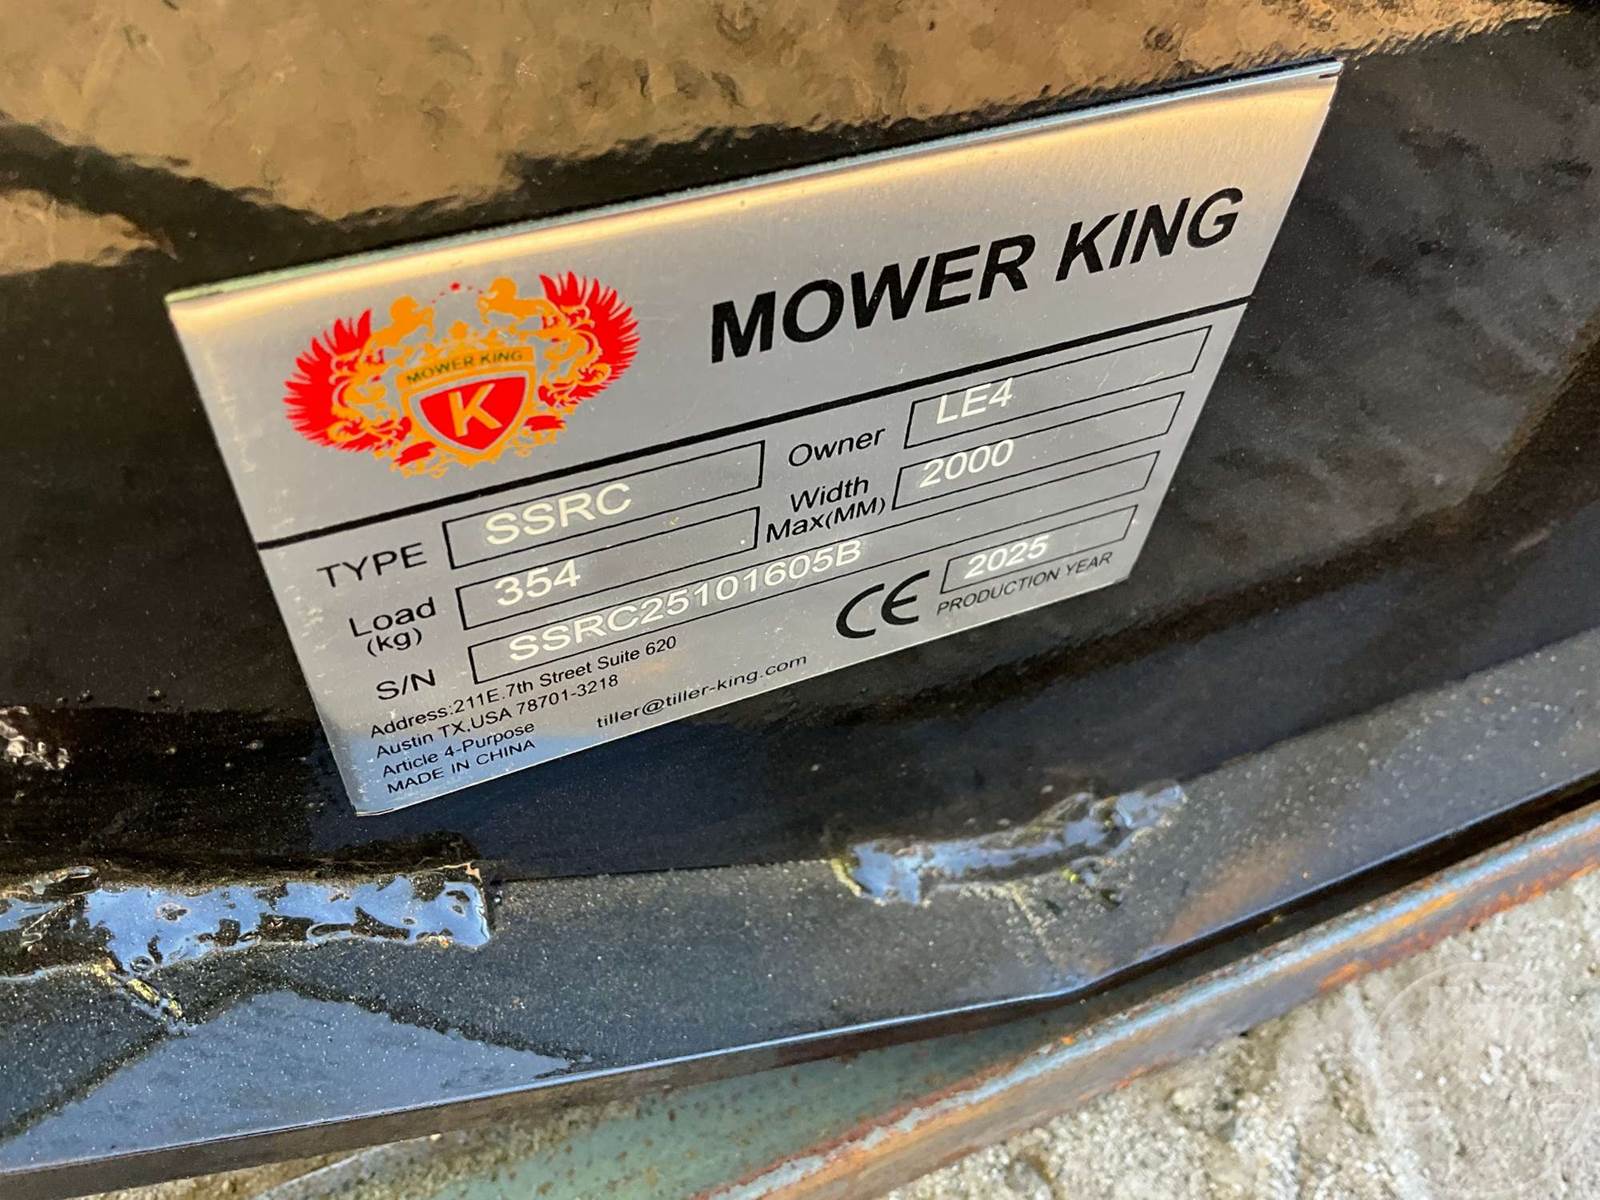 MOWER KING
MOWER KING
K
TYPE SSRC Owner LE4
Load (kg) 354 Width Max(MM) 2000
S/N SSRC25101605B
Address:211E.7th Street Suite 620
Austin TX,USA 78701-3218
Article 4-Purpose
MADE IN CHINA
tiller@tiller-king.com
CE
2025
PRODUCTION YEAR